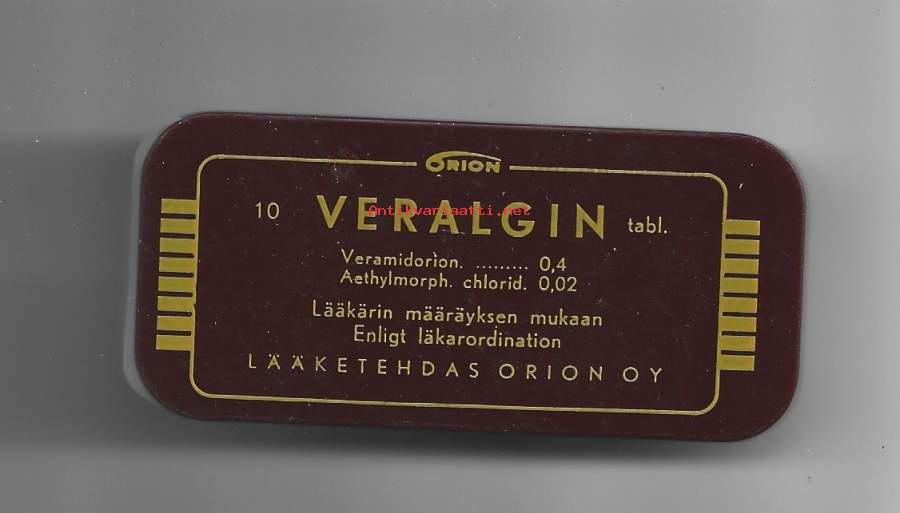 ORION
10 VERALGIN tabl.
Antikvariaatti.net
Veramidorion. ......... 0,4
Aethylmorph. chlorid. 0,02
Lääkärin määräyksen mukaan
Enligt läkarordination
LÄÄKETEHDAS ORION OY